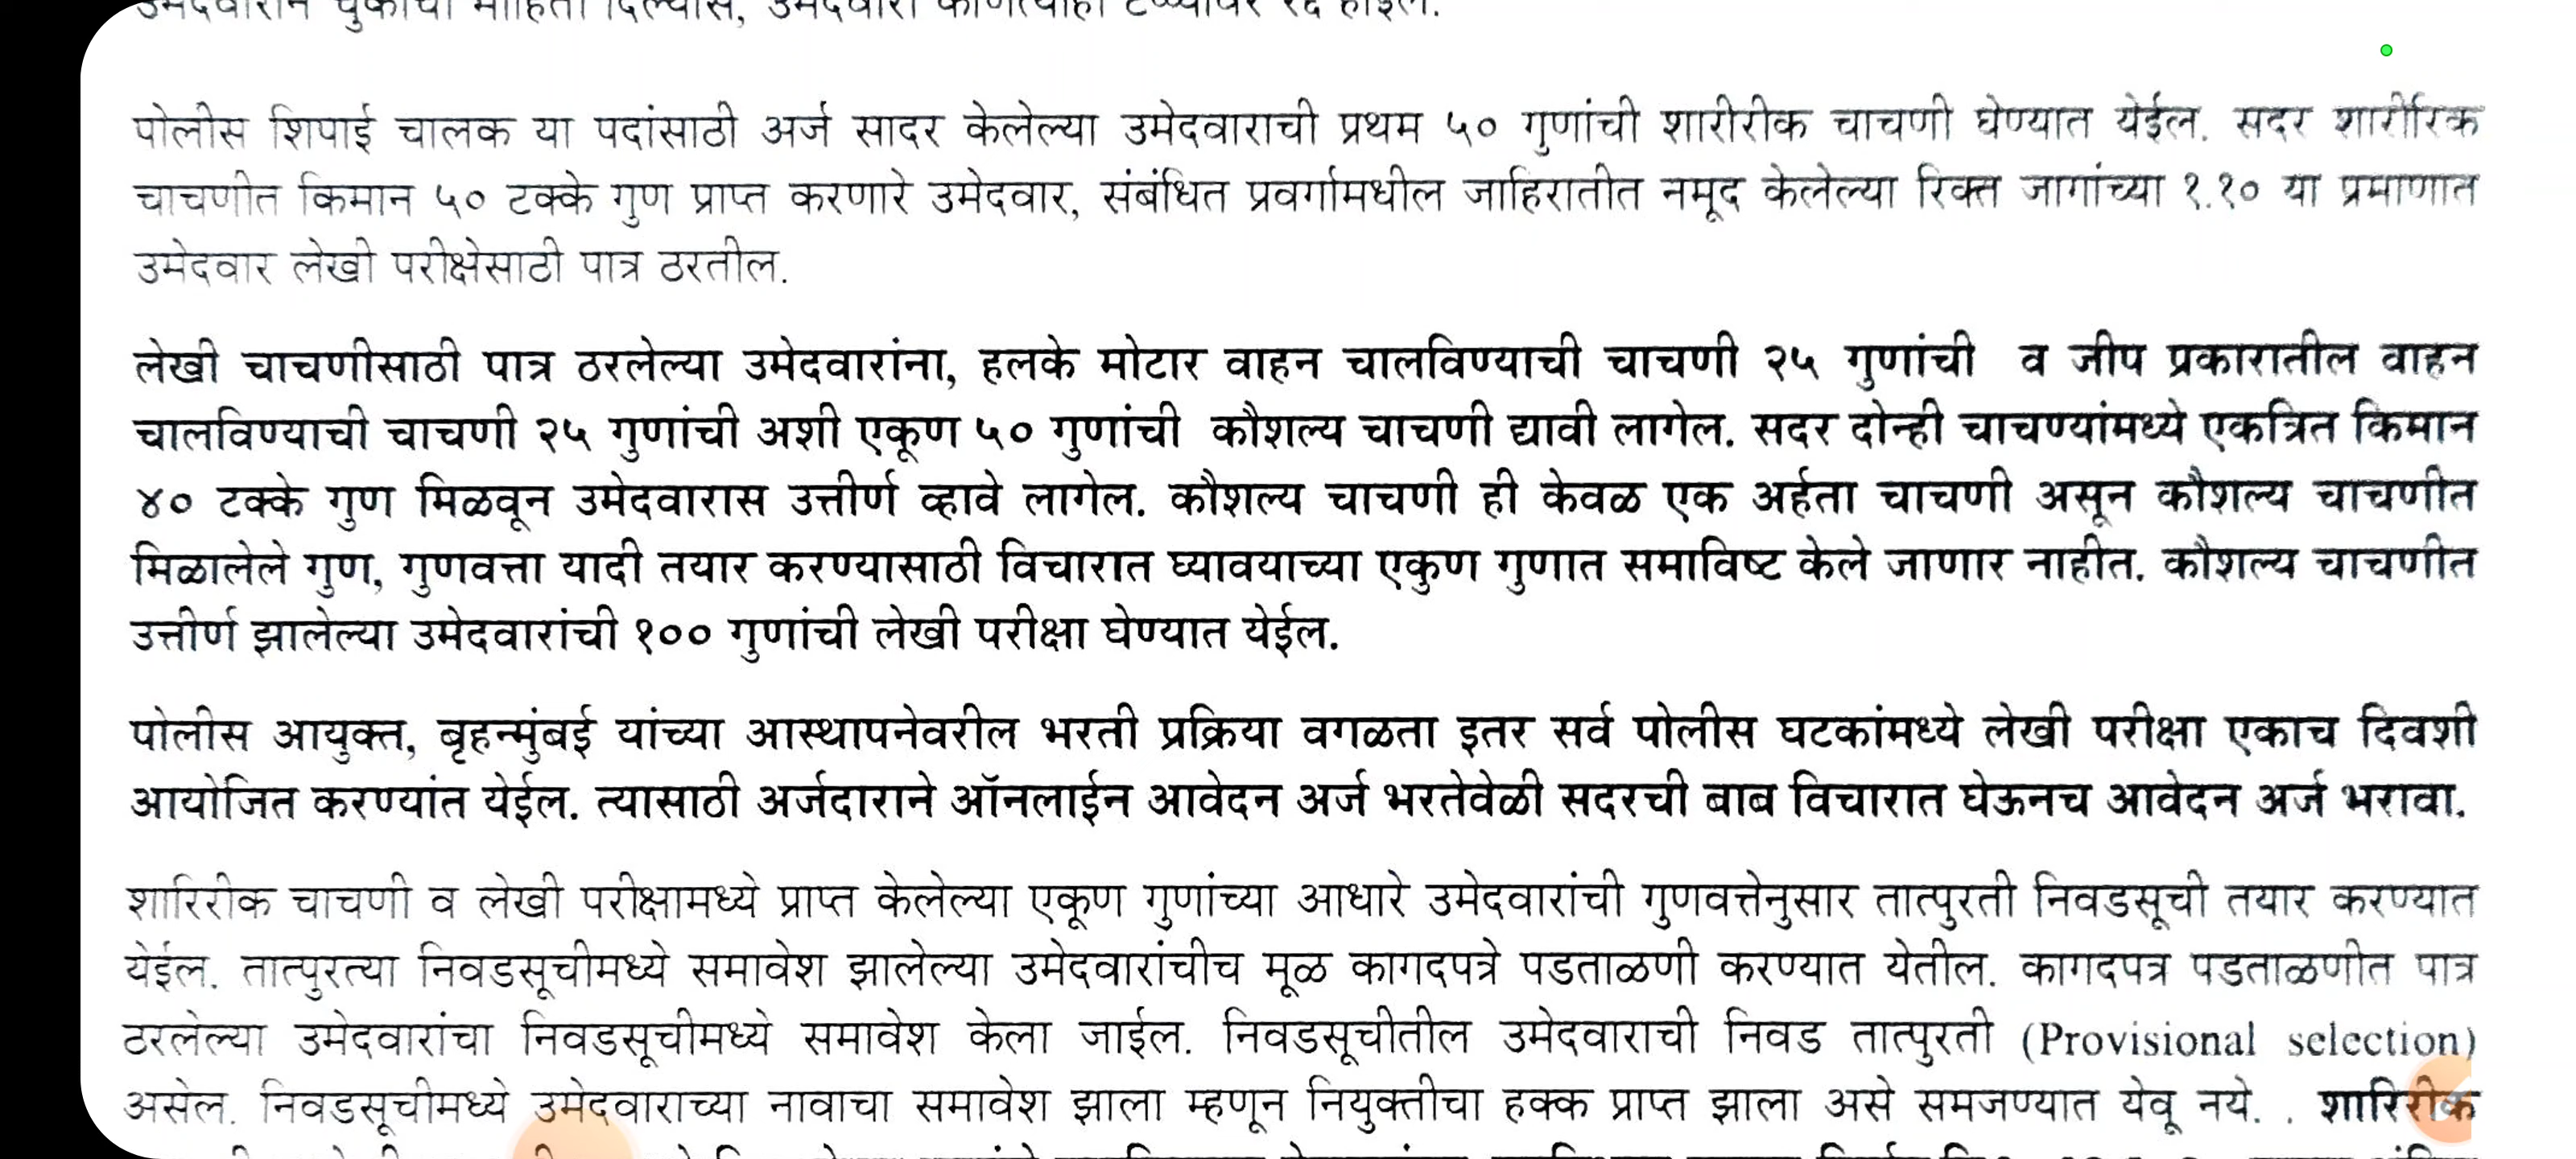 उमेदवाराने चुकीची माहिती दिल्यास, उमेदवारी कोणत्याही टप्प्यावर रद्द होईल.
पोलीस शिपाई चालक या पदांसाठी अर्ज सादर केलेल्या उमेदवाराची प्रथम ५० गुणांची शारीरीक चाचणी घेण्यात येईल. सदर शारीरिक
चाचणीत किमान ५० टक्के गुण प्राप्त करणारे उमेदवार, संबंधित प्रवर्गामधील जाहिरातीत नमूद केलेल्या रिक्त जागांच्या १.१० या प्रमाणात
उमेदवार लेखी परीक्षेसाठी पात्र ठरतील.
लेखी चाचणीसाठी पात्र ठरलेल्या उमेदवारांना, हलके मोटार वाहन चालविण्याची चाचणी २५ गुणांची व जीप प्रकारातील वाहन
चालविण्याची चाचणी २५ गुणांची अशी एकूण ५० गुणांची कौशल्य चाचणी द्यावी लागेल. सदर दोन्ही चाचण्यांमध्ये एकत्रित किमान
४० टक्के गुण मिळवून उमेदवारास उत्तीर्ण व्हावे लागेल. कौशल्य चाचणी ही केवळ एक अर्हता चाचणी असून कौशल्य चाचणीत
मिळालेले गुण, गुणवत्ता यादी तयार करण्यासाठी विचारात घ्यावयाच्या एकुण गुणात समाविष्ट केले जाणार नाहीत. कौशल्य चाचणीत
उत्तीर्ण झालेल्या उमेदवारांची १०० गुणांची लेखी परीक्षा घेण्यात येईल.
पोलीस आयुक्त, बृहन्मुंबई यांच्या आस्थापनेवरील भरती प्रक्रिया वगळता इतर सर्व पोलीस घटकांमध्ये लेखी परीक्षा एकाच दिवशी
आयोजित करण्यांत येईल. त्यासाठी अर्जदाराने ऑनलाईन आवेदन अर्ज भरतेवेळी सदरची बाब विचारात घेऊनच आवेदन अर्ज भरावा.
शारिरीक चाचणी व लेखी परीक्षामध्ये प्राप्त केलेल्या एकूण गुणांच्या आधारे उमेदवारांची गुणवत्तेनुसार तात्पुरती निवडसूची तयार करण्यात
येईल. तात्पुरत्या निवडसूचीमध्ये समावेश झालेल्या उमेदवारांचीच मूळ कागदपत्रे पडताळणी करण्यात येतील. कागदपत्र पडताळणीत पात्र
ठरलेल्या उमेदवारांचा निवडसूचीमध्ये समावेश केला जाईल. निवडसूचीतील उमेदवाराची निवड तात्पुरती (Provisional selection)
असेल. निवडसूचीमध्ये उमेदवाराच्या नावाचा समावेश झाला म्हणून नियुक्तीचा हक्क प्राप्त झाला असे समजण्यात येवू नये. . शारिरीक